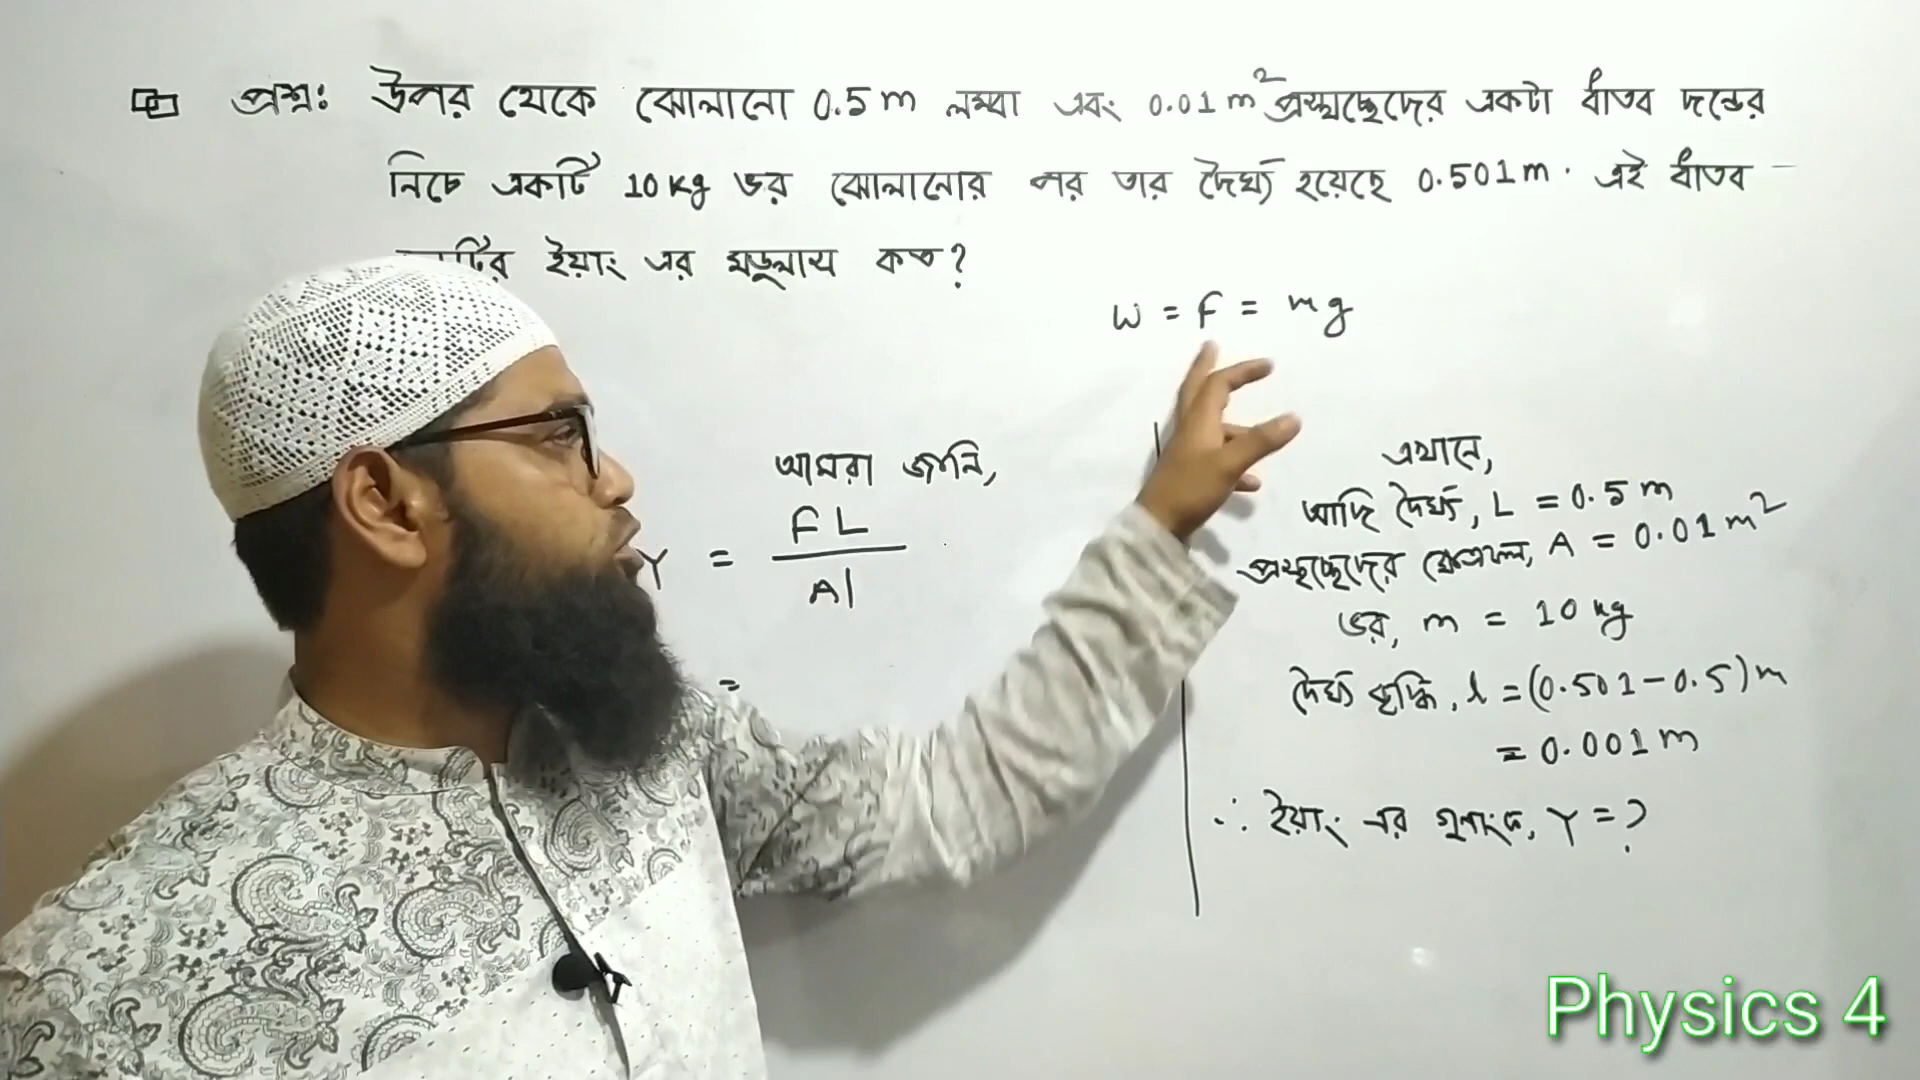 প্রশ্ন: উপর থেকে ঝোলানো 0.5 m লম্বা এবং 0.01 m² প্রস্থচ্ছেদের একটা ধাতব দন্ডের
নিচে একটি 10 kg ভর ঝোলানোর পর তার দৈর্ঘ্য হয়েছে 0.501 m. এই ধাতব
টির ইয়াং এর মডুলাস কত?
W = F = mg
আমরা জানি,
Y = FL / Al
=
এখানে,
আদি দৈর্ঘ্য, L = 0.5 m
প্রস্থচ্ছেদের ক্ষেত্রফল, A = 0.01 m²
ভর, m = 10 kg
দৈর্ঘ্য বৃদ্ধি, l = (0.501 - 0.5) m
= 0.001 m
∴ ইয়াং এর গুণাংক, Y = ?
Physics 4